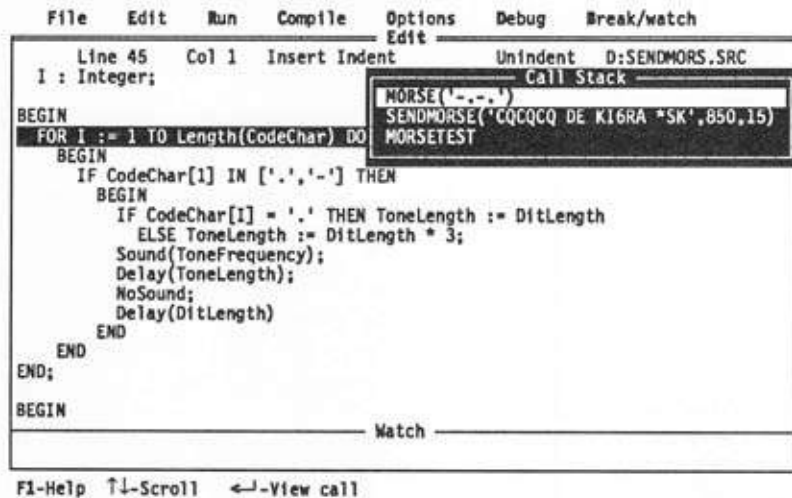 File Edit Run Compile Options Debug Break/watch
Edit
Line 45 Col 1 Insert Indent Unindent D:SENDMORS.SRC
I : Integer;
Call Stack
MORSE('-.-.')
SENDMORSE('CQCQCQ DE KI6RA *SK',850,15)
MORSETEST
BEGIN
FOR I := 1 TO Length(CodeChar) DO
BEGIN
IF CodeChar[1] IN ['.','-'] THEN
BEGIN
IF CodeChar[I] = '.' THEN ToneLength := DitLength
ELSE ToneLength := DitLength * 3;
Sound(ToneFrequency);
Delay(ToneLength);
NoSound;
Delay(DitLength)
END
END
END;
BEGIN
Watch
F1-Help ↑↓-Scroll ↵-View call